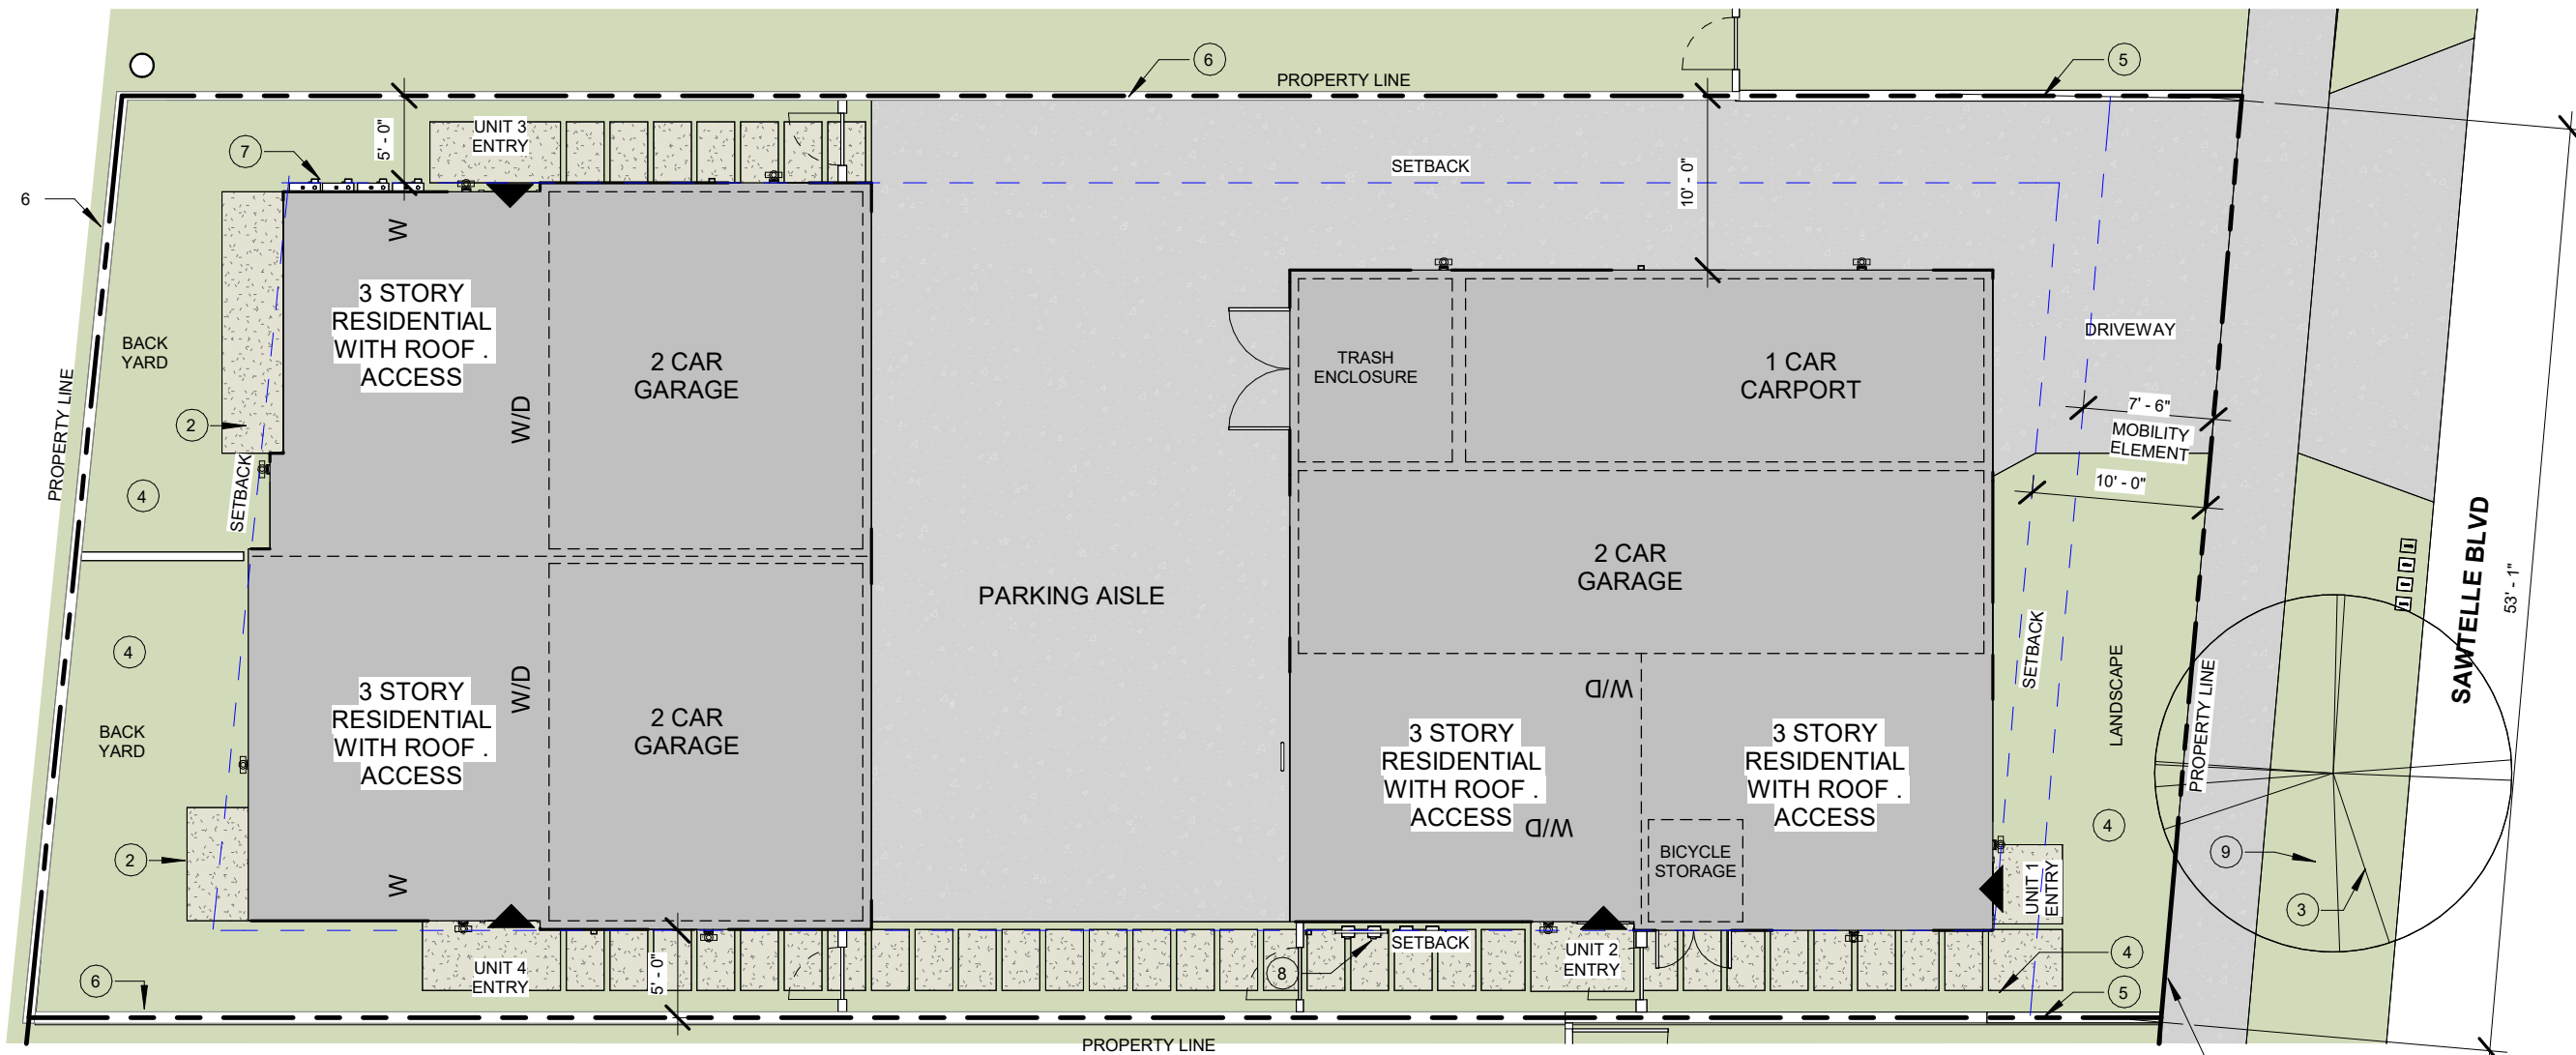 6
PROPERTY LINE
5
7
5' - 0"
UNIT 3
ENTRY
SETBACK
10' - 0"
6
W
3 STORY
RESIDENTIAL
WITH ROOF .
ACCESS
BACK
YARD
W/D
2 CAR
GARAGE
TRASH
ENCLOSURE
1 CAR
CARPORT
DRIVEWAY
7' - 6"
MOBILITY
ELEMENT
10' - 0"
PROPERTY LINE
2
4
SETBACK
PARKING AISLE
2 CAR
GARAGE
SAWTELLE BLVD
53' - 1"
4
BACK
YARD
3 STORY
RESIDENTIAL
WITH ROOF .
ACCESS
W/D
2 CAR
GARAGE
W/D
3 STORY
RESIDENTIAL
WITH ROOF .
ACCESS
3 STORY
RESIDENTIAL
WITH ROOF .
ACCESS
SETBACK
LANDSCAPE
PROPERTY LINE
4
2
W
W/D
BICYCLE
STORAGE
UNIT 1
ENTRY
9
3
6
UNIT 4
ENTRY
5' - 0"
8
SETBACK
UNIT 2
ENTRY
4
5
PROPERTY LINE